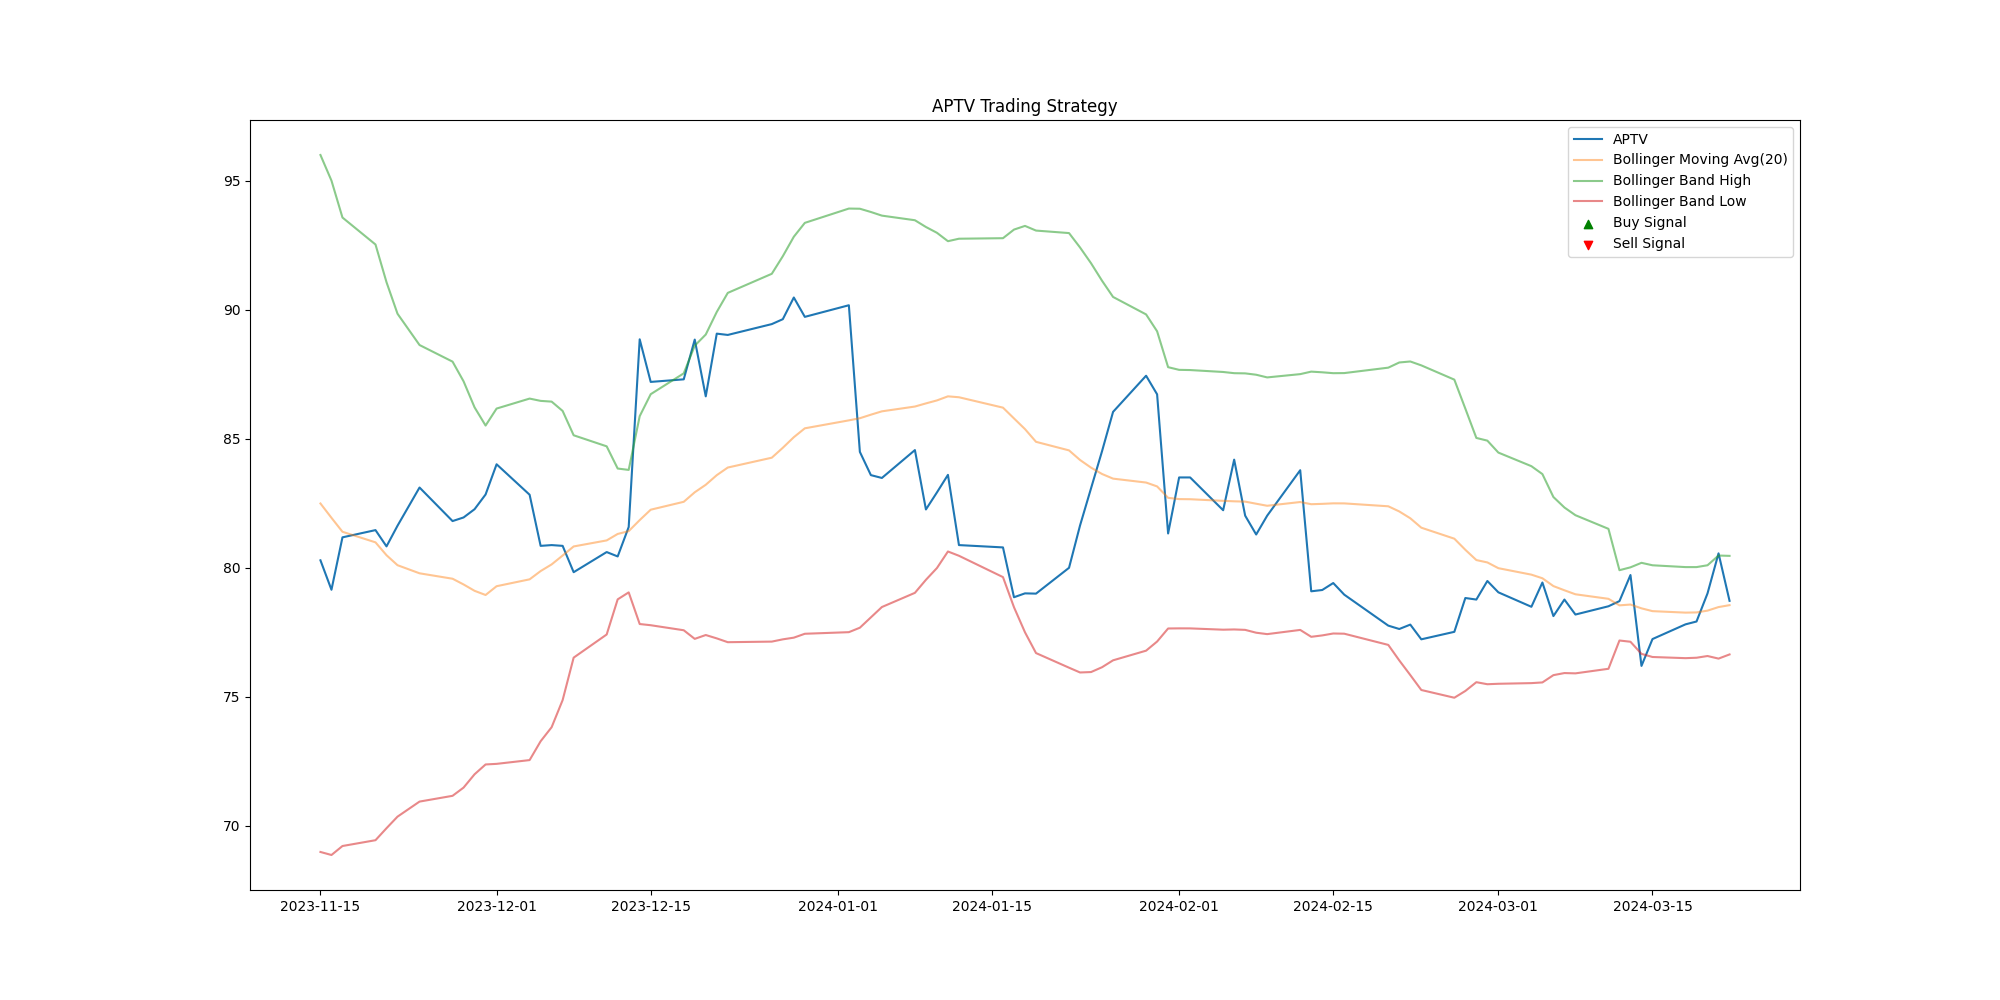 APTV Trading Strategy
APTV
Bollinger Moving Avg(20)
Bollinger Band High
Bollinger Band Low
Buy Signal
Sell Signal
95
90
85
80
75
70
2023-11-15
2023-12-01
2023-12-15
2024-01-01
2024-01-15
2024-02-01
2024-02-15
2024-03-01
2024-03-15